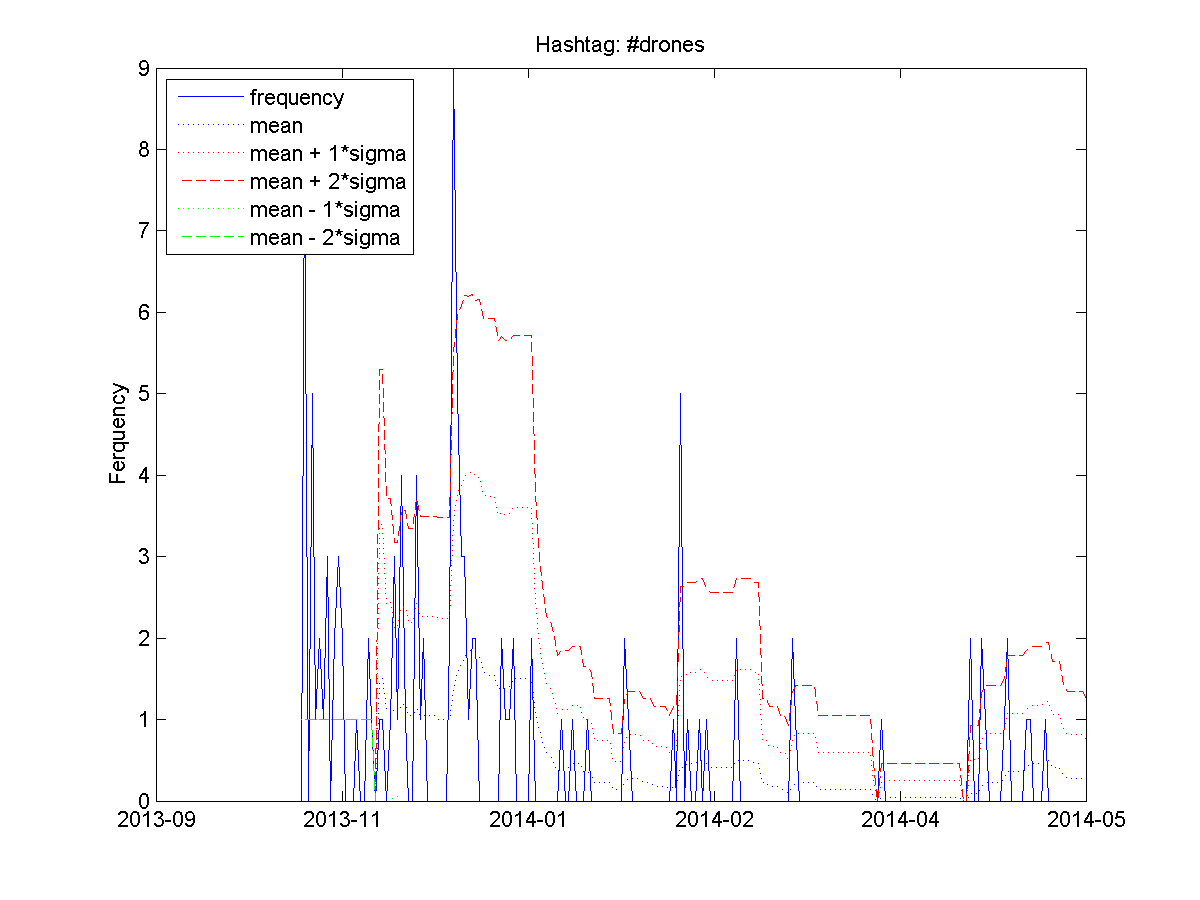 Hashtag: #drones
9
8
7
6
5
4
3
2
1
0
Ferquency
frequency
mean
mean + 1*sigma
mean + 2*sigma
mean - 1*sigma
mean - 2*sigma
2013-09 2013-11 2014-01 2014-02 2014-04 2014-05